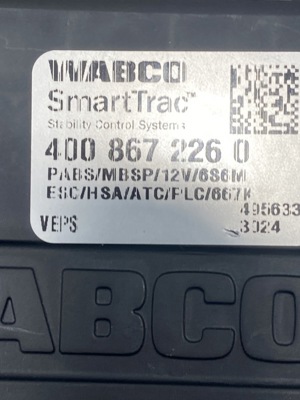 WABCO
SmartTrac™
Stability Control Systems
400 867 226 0
PABS/MBSP/12V/6S6M
ESC/HSA/ATC/PLC/667K
495633
VEPS 3024
ABCO